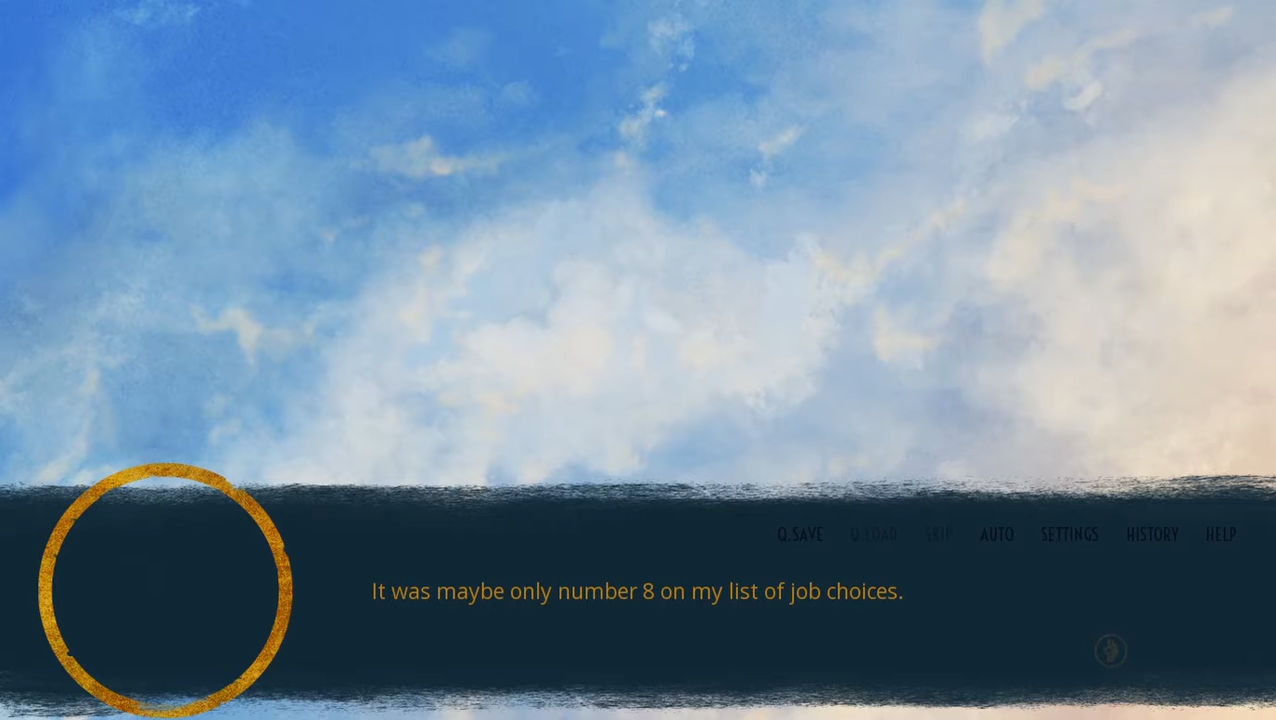 Q.SAVE Q.LOAD SKIP AUTO SETTINGS HISTORY HELP
It was maybe only number 8 on my list of job choices.